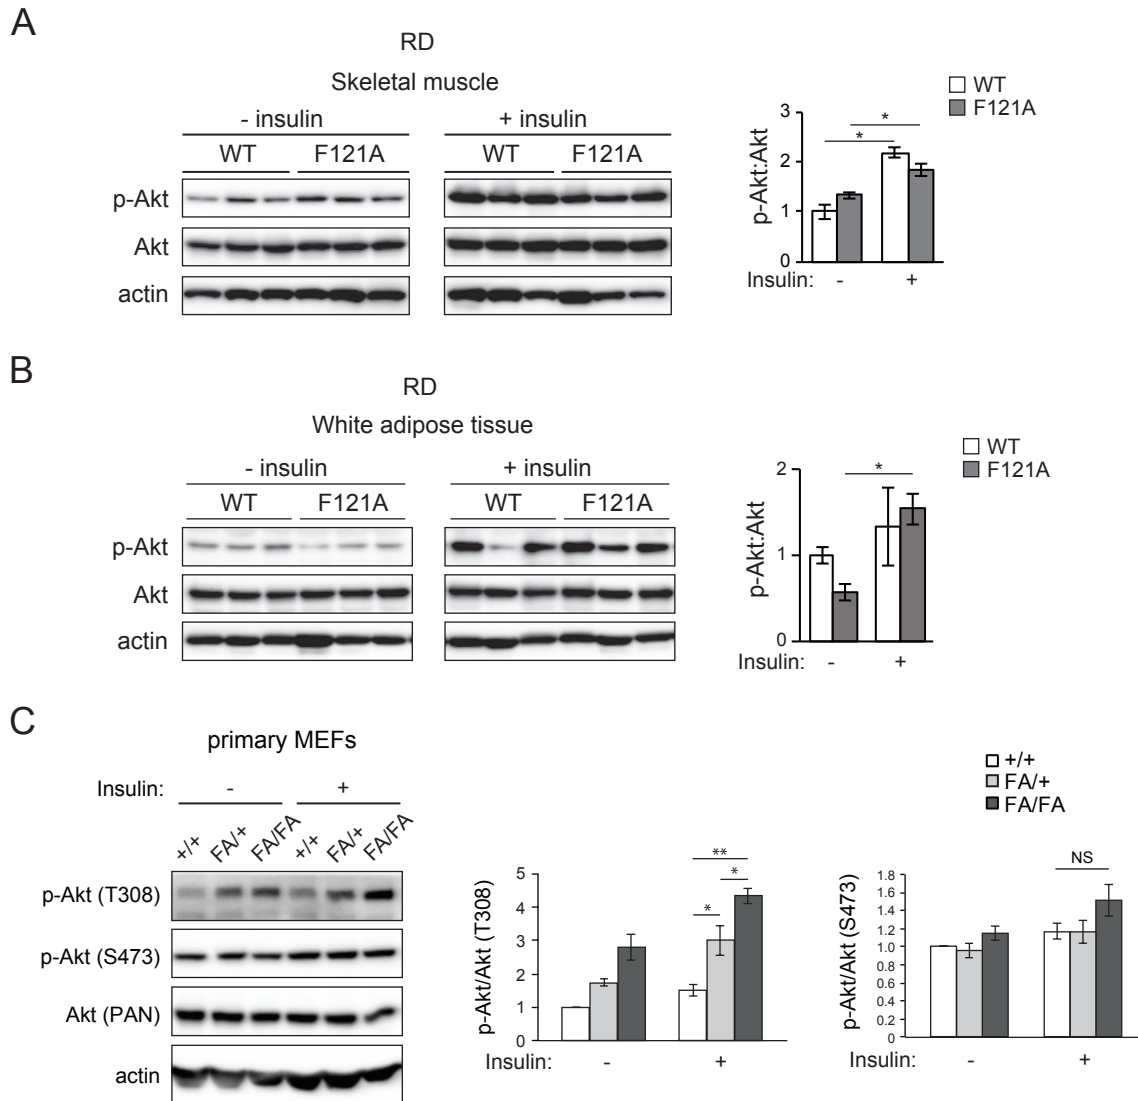 A
RD
Skeletal muscle
- insulin
+ insulin
WT
F121A
WT
F121A
p-Akt
Akt
actin
WT
F121A
3
2
1
0
p-Akt:Akt
*
*
Insulin:
-
+
B
RD
White adipose tissue
- insulin
+ insulin
WT
F121A
WT
F121A
p-Akt
Akt
actin
WT
F121A
2
1
0
p-Akt:Akt
*
Insulin:
-
+
C
primary MEFs
Insulin:
-
+
+/+
FA/+
FA/FA
+/+
FA/+
FA/FA
p-Akt (T308)
p-Akt (S473)
Akt (PAN)
actin
5
4
3
2
1
0
p-Akt/Akt (T308)
**
*
*
Insulin:
-
+
+/+
FA/+
FA/FA
1.8
1.6
1.4
1.2
1.0
0.8
0.6
0.4
0.2
0
p-Akt/Akt (S473)
NS
Insulin:
-
+